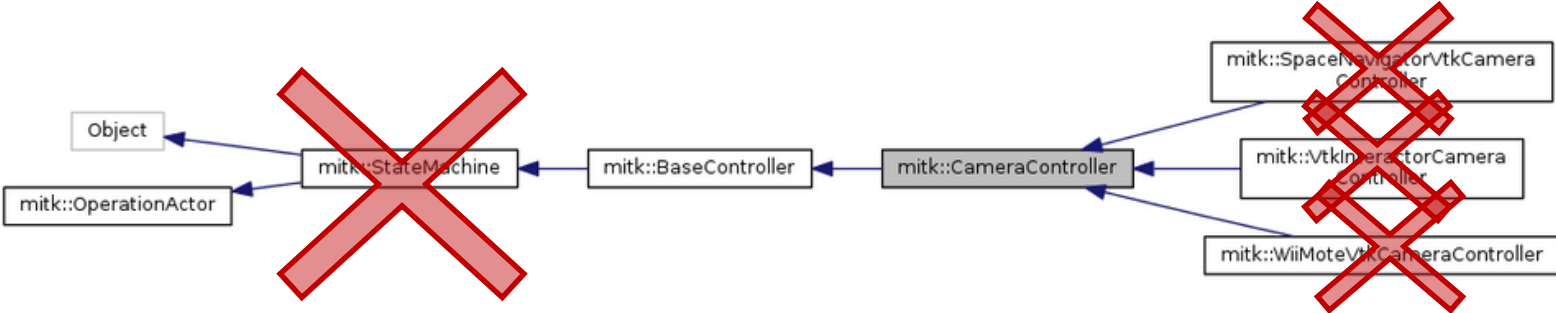 Object
mitk::OperationActor
mitk::StateMachine
mitk::BaseController
mitk::CameraController
mitk::SpaceNavigatorVtkCamera
Controller
mitk::VtkInteractorCamera
Controller
mitk::WiiMoteVtkCameraController